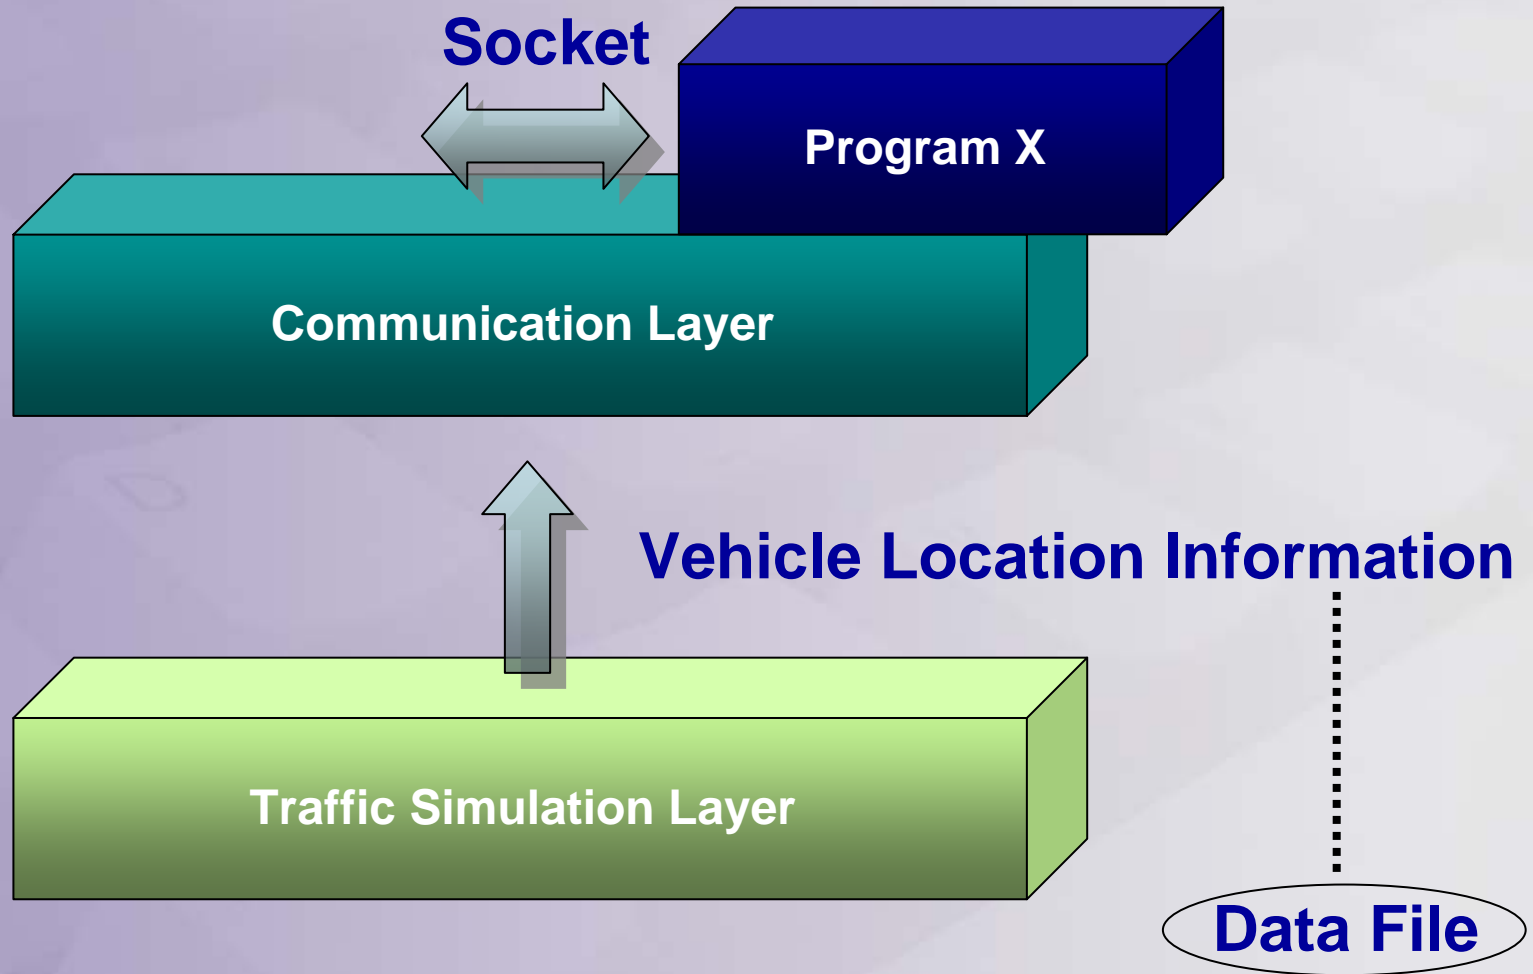 Socket
Program X
Communication Layer
Vehicle Location Information
Traffic Simulation Layer
Data File